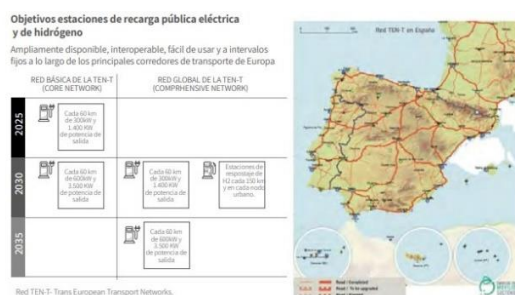 Objetivos estaciones de recarga pública eléctrica
y de hidrógeno
Ampliamente disponible, interoperable, fácil de usar y a intervalos
fijos a lo largo de los principales corredores de transporte de Europa
RED BÁSICA DE LA TEN-T
(CORE NETWORK)
RED GLOBAL DE LA TEN-T
(COMPRHENSIVE NETWORK)
2025
Cada 60 km
de 300kW y
1.400 KW
de potencia de
salida
2030
Cada 60 km
de 600kW y
3.500 KW
de potencia de
salida
Cada 60 km
de 300kW y
1.400 KW
de potencia de
salida
Estaciones de
repostaje de
H2 cada 150 km
y en cada nodo
urbano.
2035
Cada 60 km
de 600kW y
3.500 KW
de potencia de
salida
Red TEN-T- Trans European Transport Networks.
Red TEN-T en España